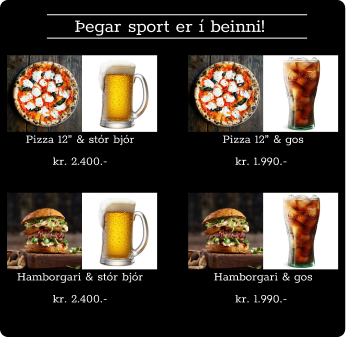 Þegar sport er í beinni!
Pizza 12" & stór bjór
kr. 2.400.-
Pizza 12" & gos
kr. 1.990.-
Hamborgari & stór bjór
kr. 2.400.-
Hamborgari & gos
kr. 1.990.-